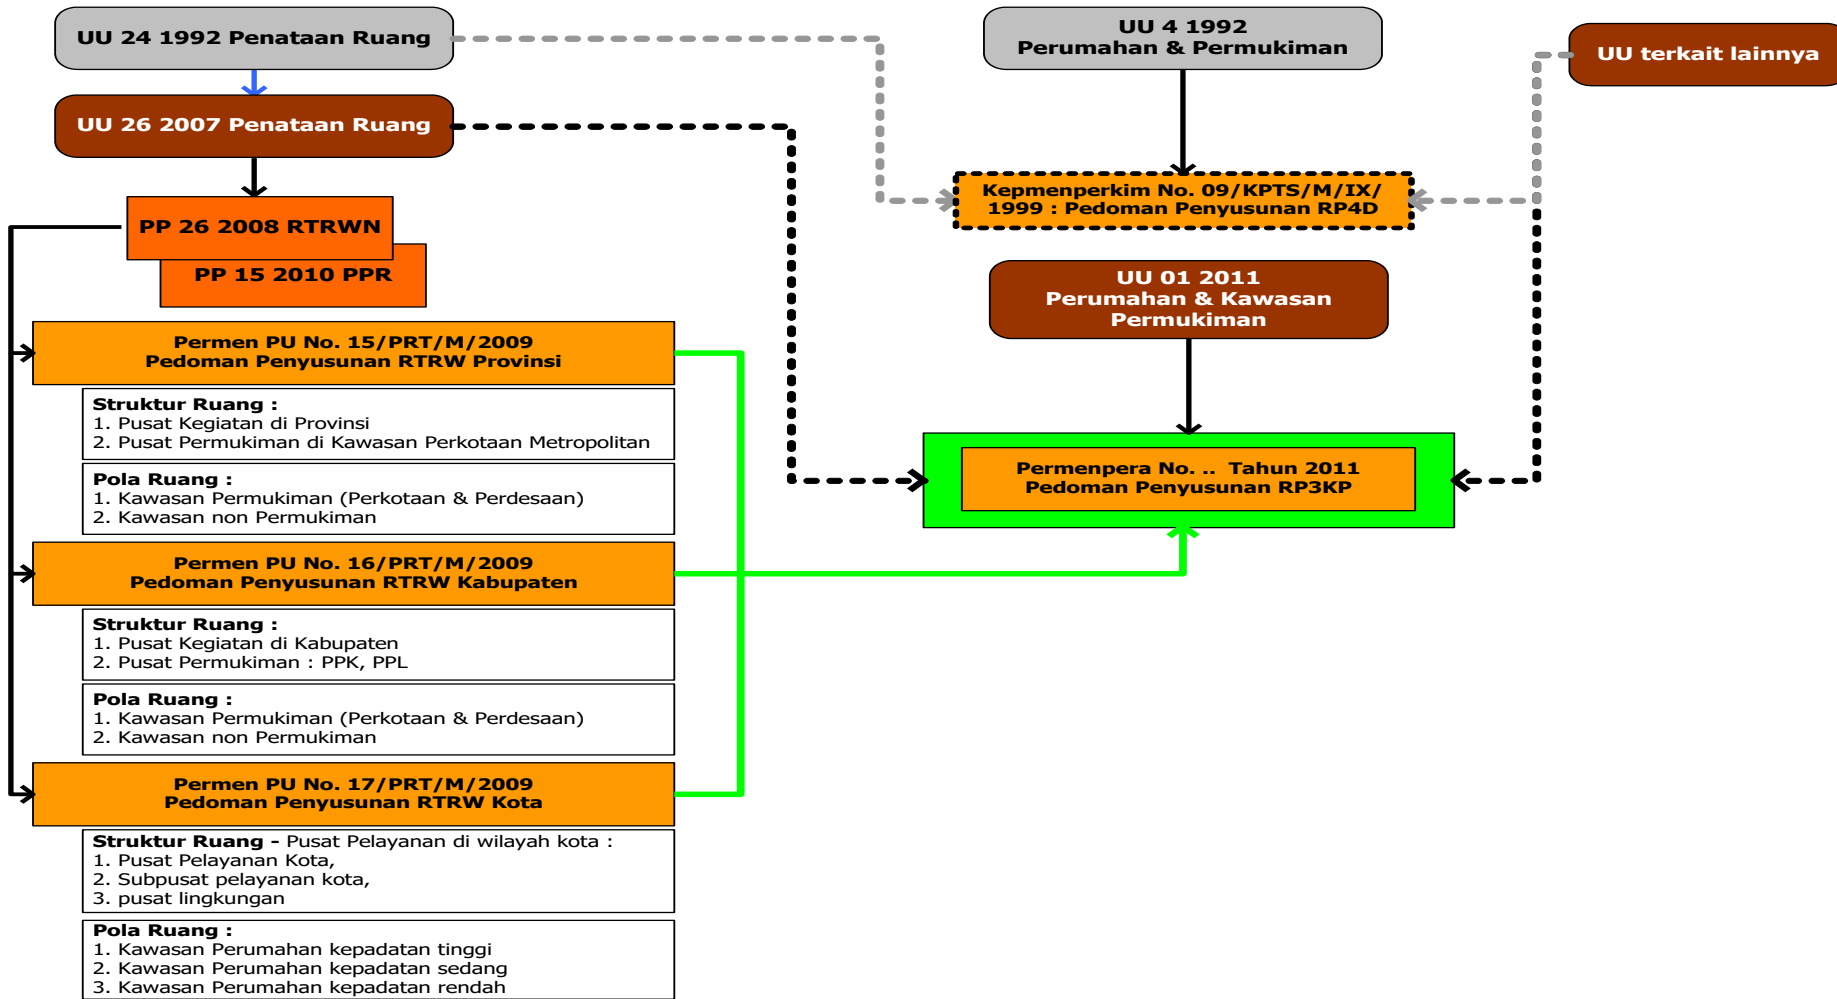 UU 24 1992 Penataan Ruang
UU 26 2007 Penataan Ruang
PP 26 2008 RTRWN
PP 15 2010 PPR
Permen PU No. 15/PRT/M/2009
Pedoman Penyusunan RTRW Provinsi
Struktur Ruang :
1. Pusat Kegiatan di Provinsi
2. Pusat Permukiman di Kawasan Perkotaan Metropolitan
Pola Ruang :
1. Kawasan Permukiman (Perkotaan & Perdesaan)
2. Kawasan non Permukiman
Permen PU No. 16/PRT/M/2009
Pedoman Penyusunan RTRW Kabupaten
Struktur Ruang :
1. Pusat Kegiatan di Kabupaten
2. Pusat Permukiman : PPK, PPL
Pola Ruang :
1. Kawasan Permukiman (Perkotaan & Perdesaan)
2. Kawasan non Permukiman
Permen PU No. 17/PRT/M/2009
Pedoman Penyusunan RTRW Kota
Struktur Ruang - Pusat Pelayanan di wilayah kota :
1. Pusat Pelayanan Kota,
2. Subpusat pelayanan kota,
3. pusat lingkungan
Pola Ruang :
1. Kawasan Perumahan kepadatan tinggi
2. Kawasan Perumahan kepadatan sedang
3. Kawasan Perumahan kepadatan rendah
UU 4 1992
Perumahan & Permukiman
Kepmenperkim No. 09/KPTS/M/IX/
1999 : Pedoman Penyusunan RP4D
UU 01 2011
Perumahan & Kawasan
Permukiman
Permenpera No. .. Tahun 2011
Pedoman Penyusunan RP3KP
UU terkait lainnya